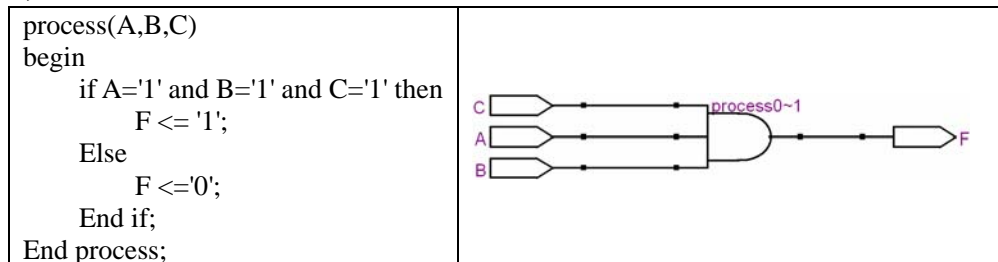 process(A,B,C)
begin
if A='1' and B='1' and C='1' then
F <= '1';
Else
F <='0';
End if;
End process;
C
process0~1
A
F
B